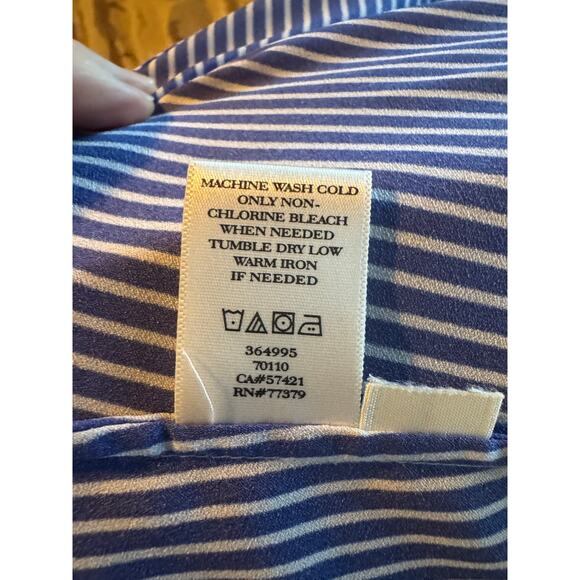 MACHINE WASH COLD
ONLY NON-
CHLORINE BLEACH
WHEN NEEDED
TUMBLE DRY LOW
WARM IRON
IF NEEDED
364995
70110
CA#57421
RN#77379